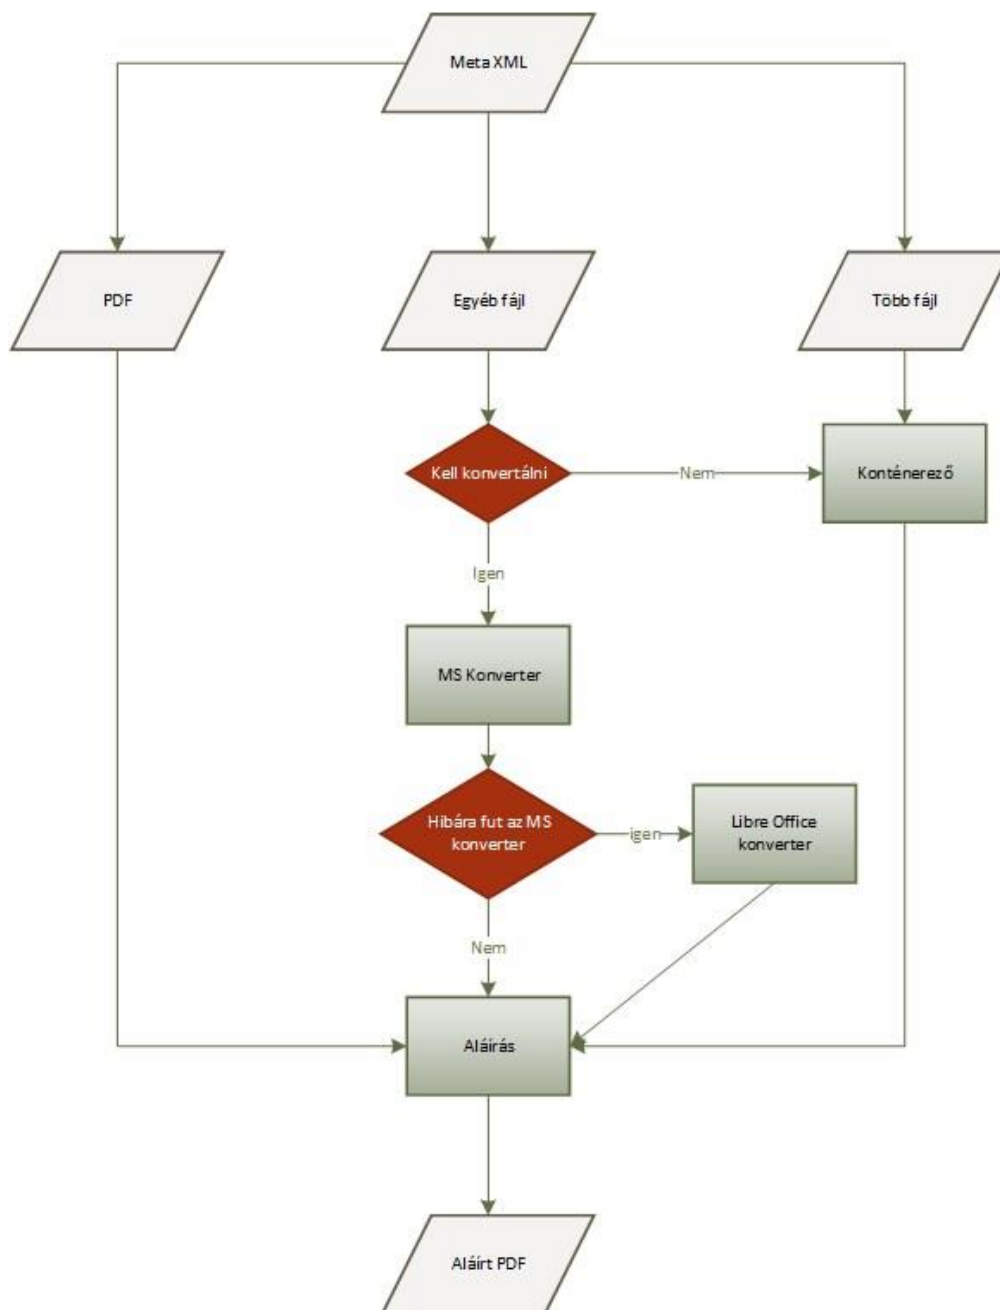 Meta XML
PDF
Egyéb fájl
Több fájl
Kell konvertálni
Nem
Konténerező
Igen
MS Konverter
Hibára fut az MS
konverter
igen
Libre Office
konverter
Nem
Aláírás
Aláírt PDF